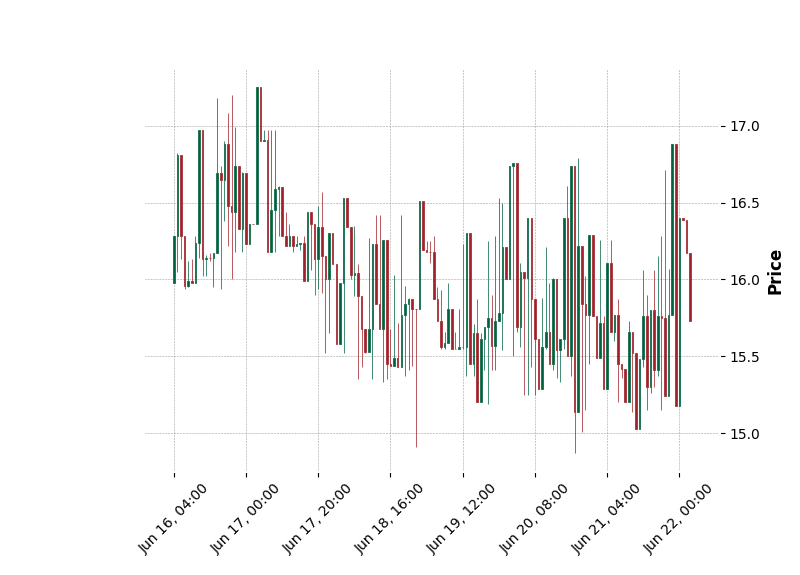 17.0
16.5
16.0
15.5
15.0
Price
Jun 16, 04:00
Jun 17, 00:00
Jun 17, 20:00
Jun 18, 16:00
Jun 19, 12:00
Jun 20, 08:00
Jun 21, 04:00
Jun 22, 00:00